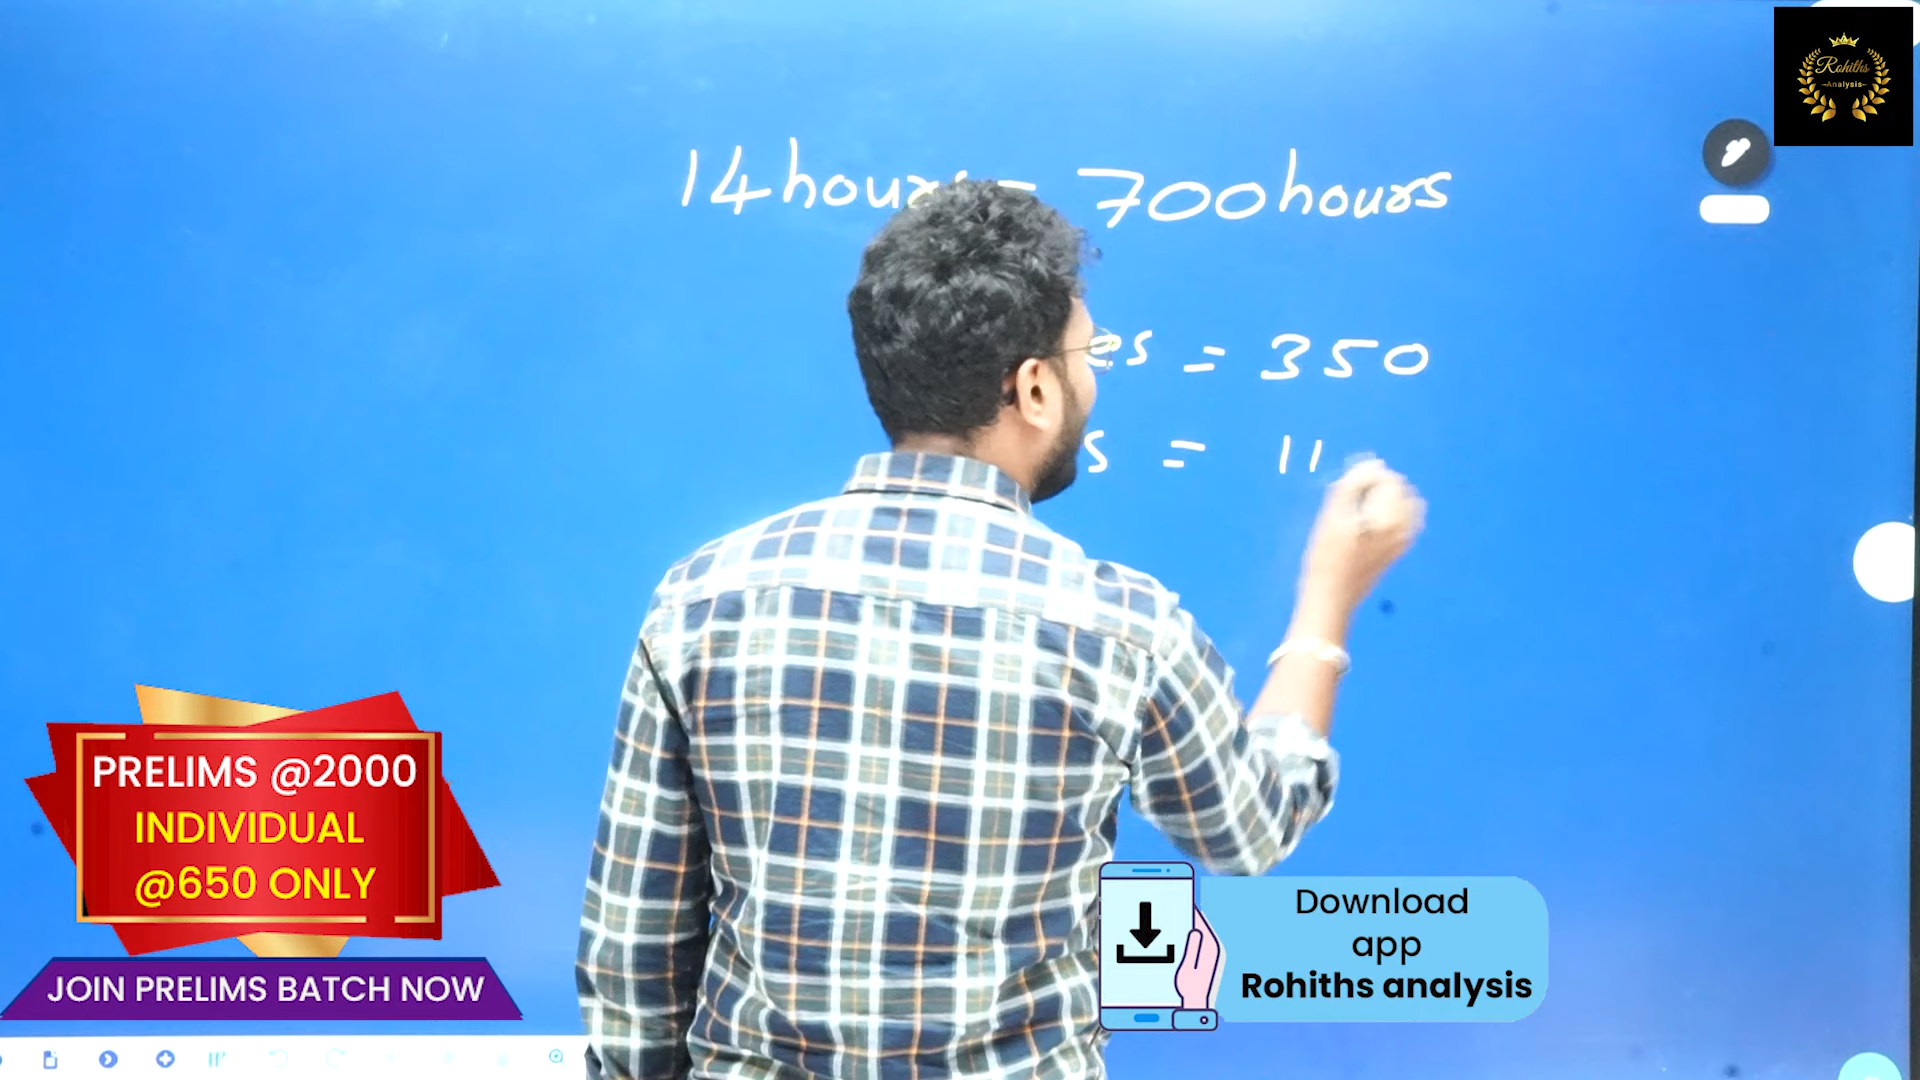 Rohiths
Analysis
14 hours = 700 hours
es = 350
s = 11
PRELIMS @2000
INDIVIDUAL
@650 ONLY
JOIN PRELIMS BATCH NOW
Download
app
Rohiths analysis